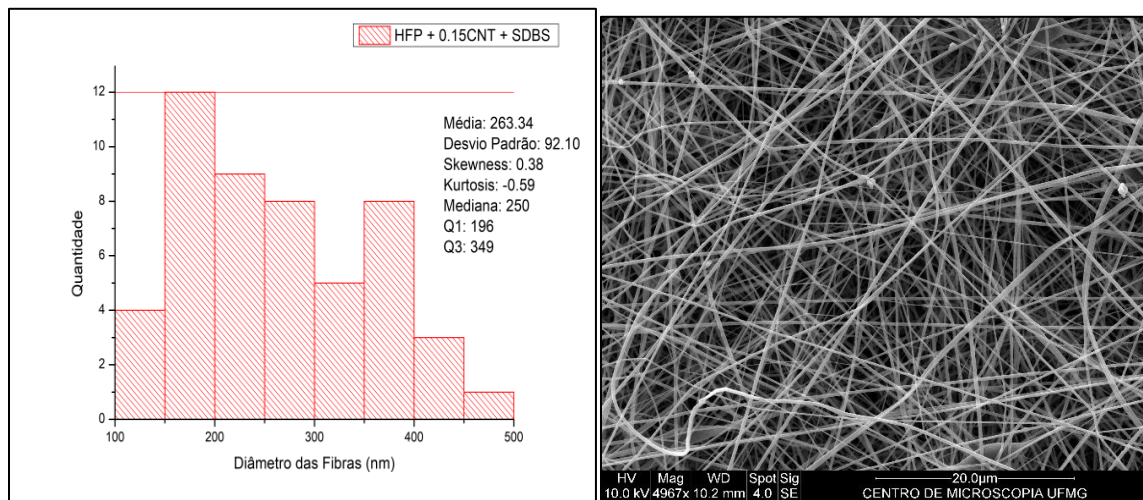 HFP + 0.15CNT + SDBS
12
10
8
6
4
2
0
Quantidade
Média: 263.34
Desvio Padrão: 92.10
Skewness: 0.38
Kurtosis: -0.59
Mediana: 250
Q1: 196
Q3: 349
100 200 300 400 500
Diâmetro das Fibras (nm)
HV Mag WD Spot Sig
10.0 kV 4967x 10.2 mm 4.0 SE
20.0µm
CENTRO DE MICROSCOPIA UFMG